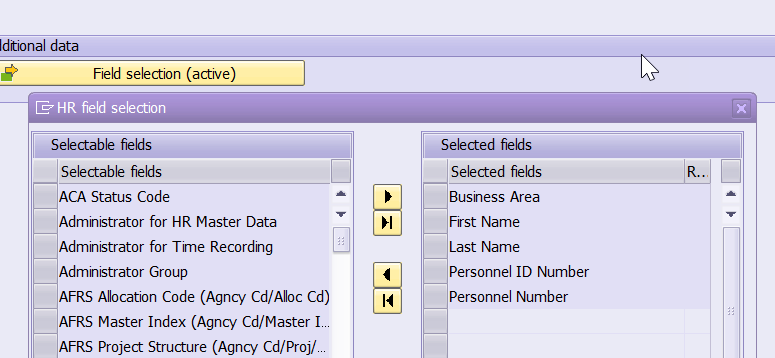 dditional data
Field selection (active)
HR field selection
Selectable fields
Selectable fields
ACA Status Code
Administrator for HR Master Data
Administrator for Time Recording
Administrator Group
AFRS Allocation Code (Agncy Cd/Alloc Cd)
AFRS Master Index (Agncy Cd/Master I...
AFRS Project Structure (Agncy Cd/Proj/...
Selected fields
Selected fields R...
Business Area
First Name
Last Name
Personnel ID Number
Personnel Number